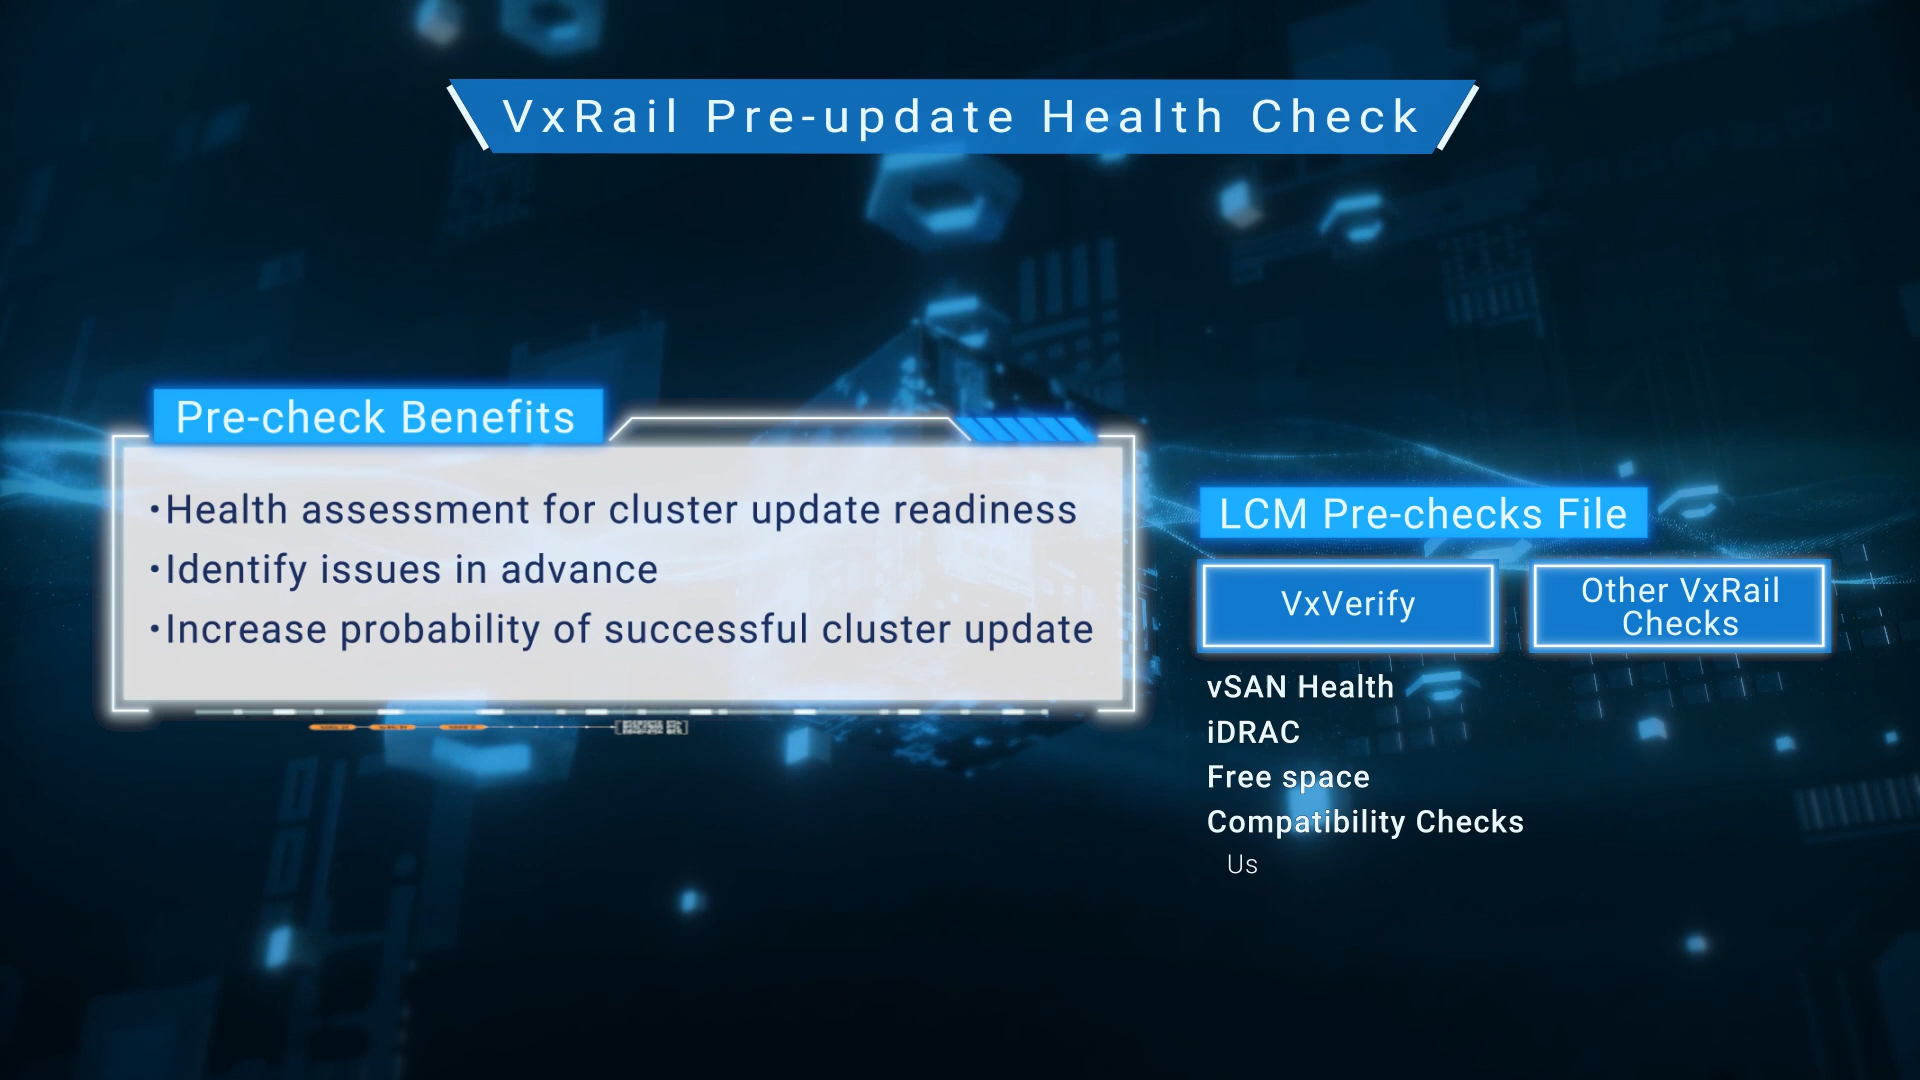 VxRail Pre-update Health Check
Pre-check Benefits
•Health assessment for cluster update readiness
•Identify issues in advance
•Increase probability of successful cluster update
LCM Pre-checks File
VxVerify
Other VxRail
Checks
vSAN Health
iDRAC
Free space
Compatibility Checks
Us